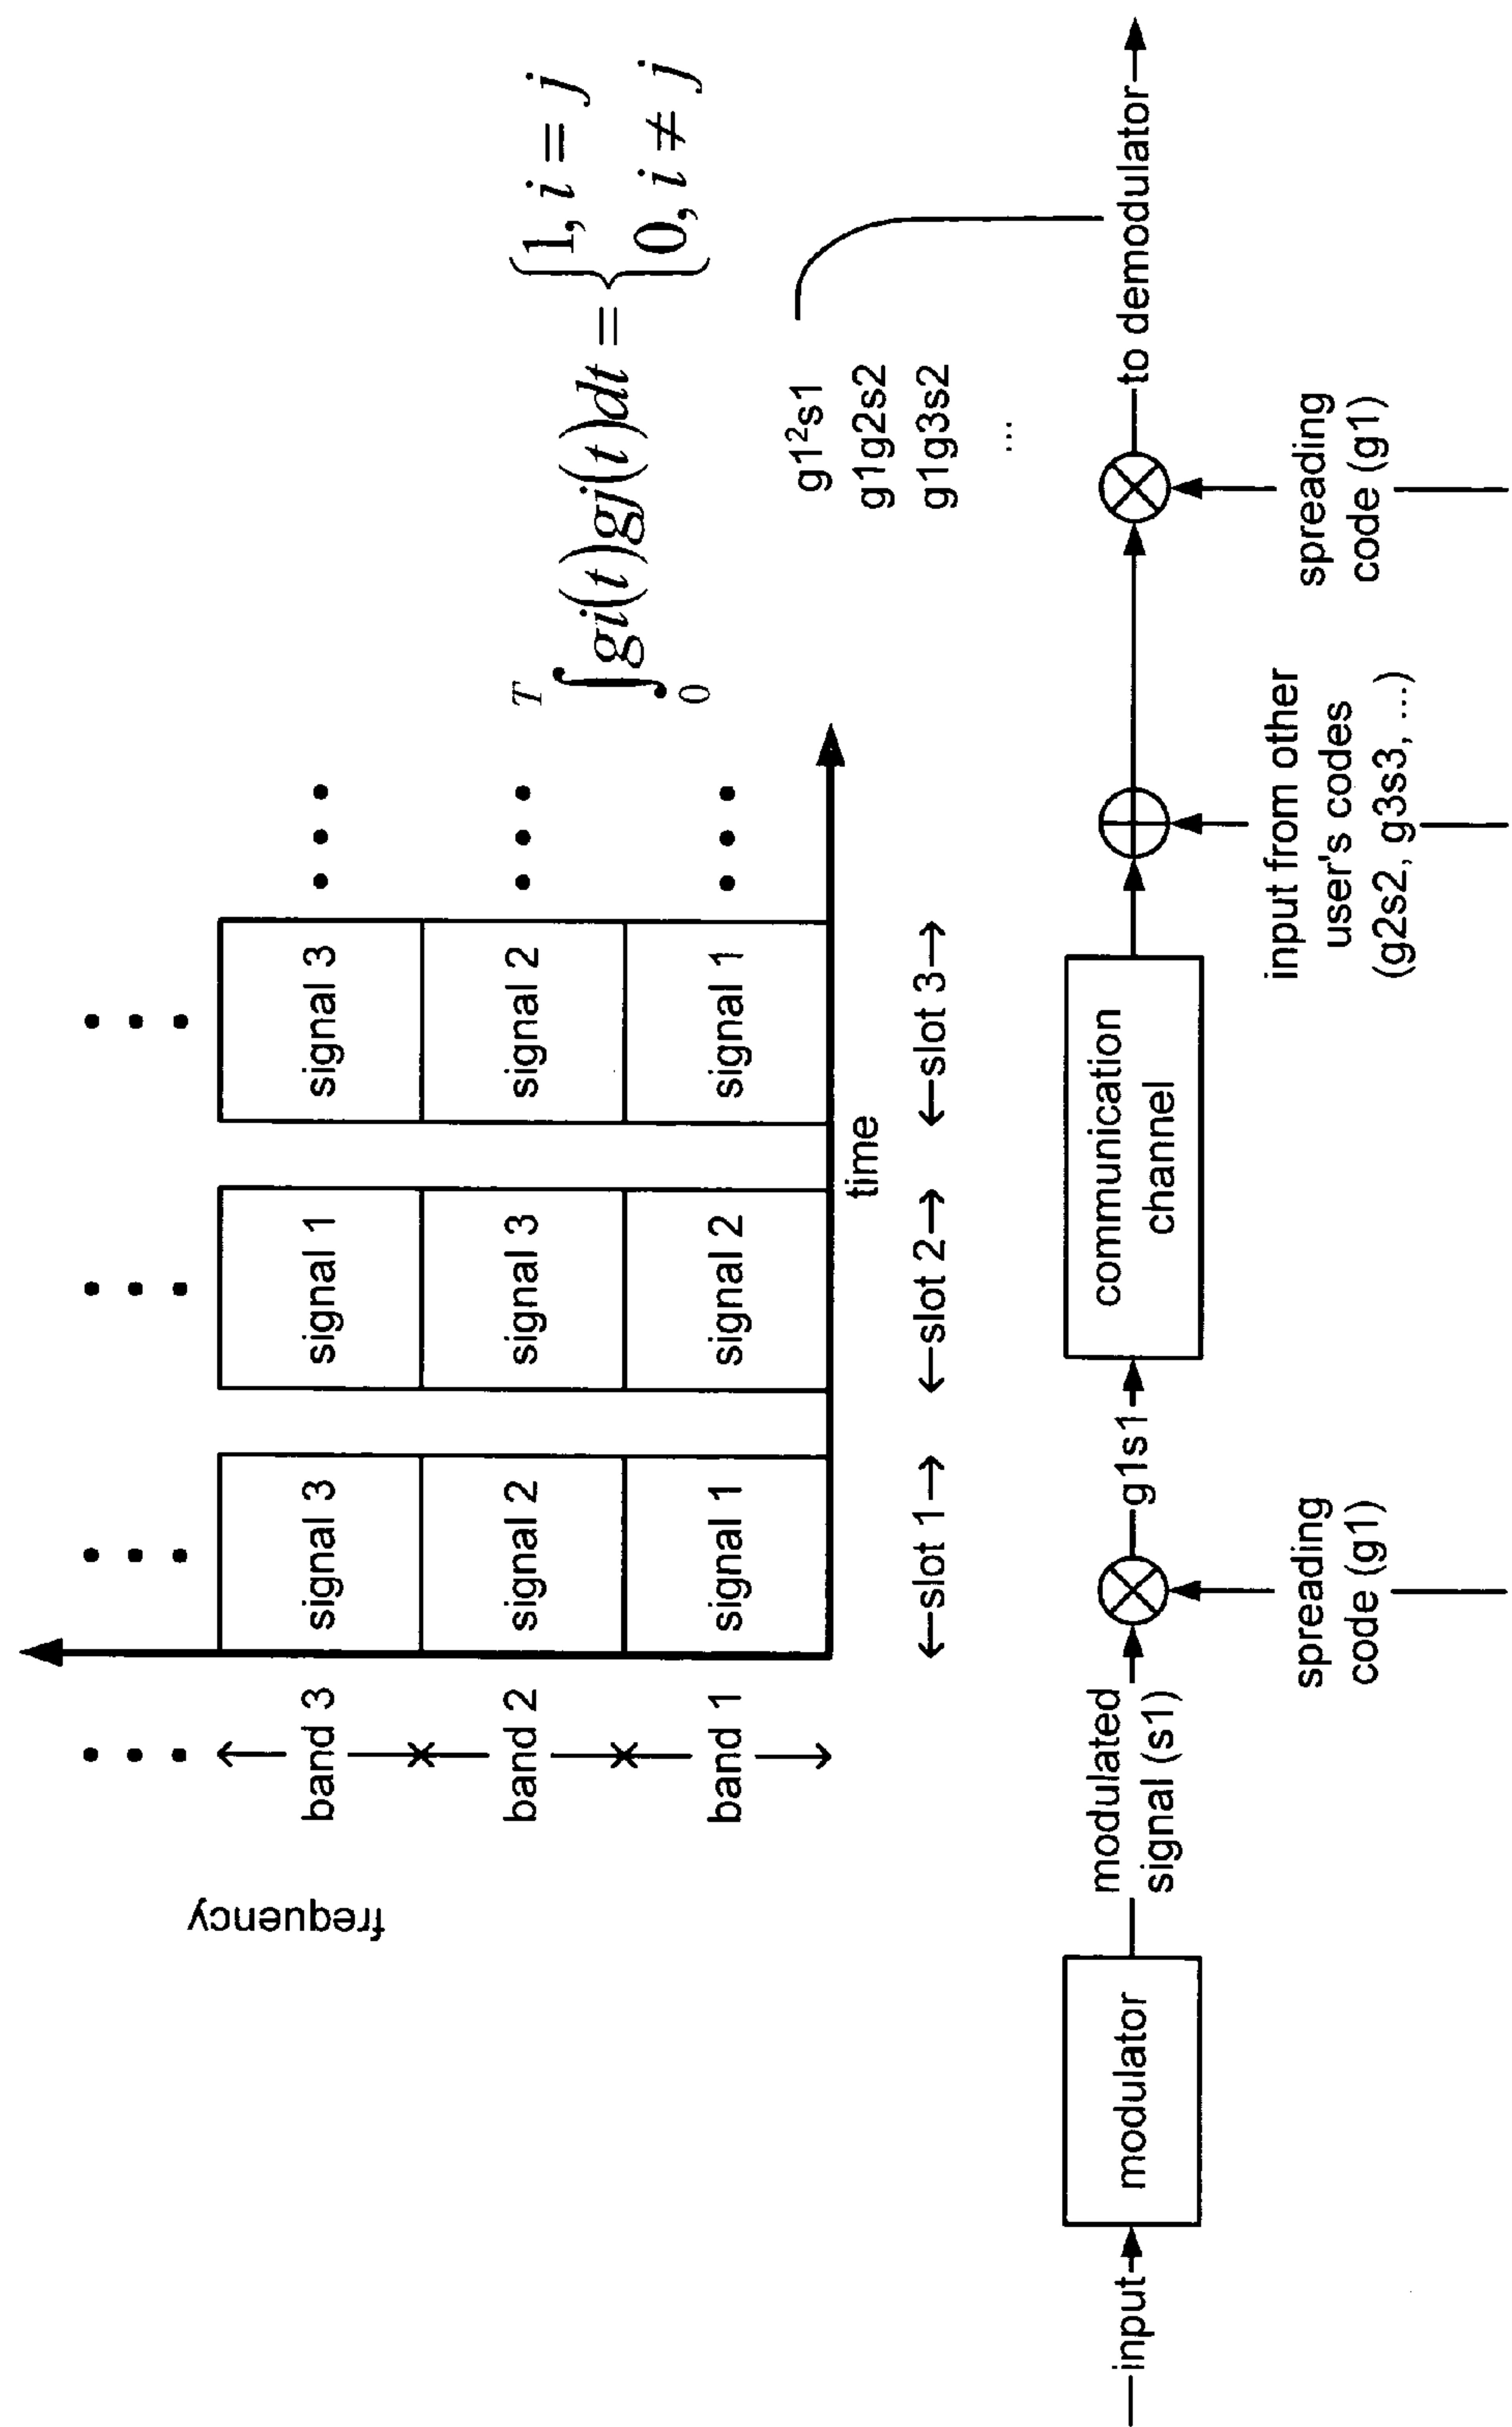 frequency
band 3
band 2
band 1
signal 3
signal 1
signal 3
signal 2
signal 3
signal 2
signal 1
signal 2
signal 1
time
←slot 1→
←slot 2→
←slot 3→
T
∫gi(t)gj(t)dt = {1, i = j
0
0, i ≠ j
g1²s1
g1g2s2
g1g3s2
...
input
modulator
modulated
signal (s1)
g1s1
communication
channel
to demodulator
spreading
code (g1)
input from other
user's codes
(g2s2, g3s3, ...)
spreading
code (g1)